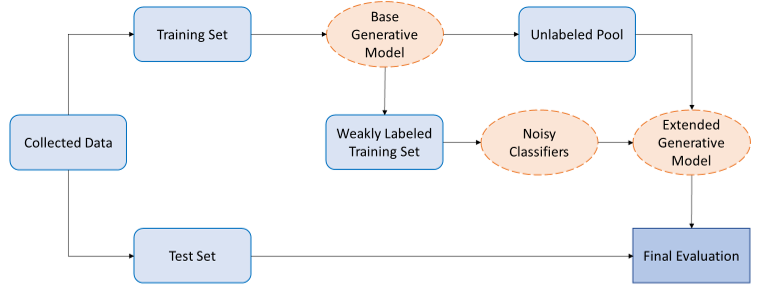 Training Set
Base
Generative
Model
Unlabeled Pool
Collected Data
Weakly Labeled
Training Set
Noisy
Classifiers
Extended
Generative
Model
Test Set
Final Evaluation